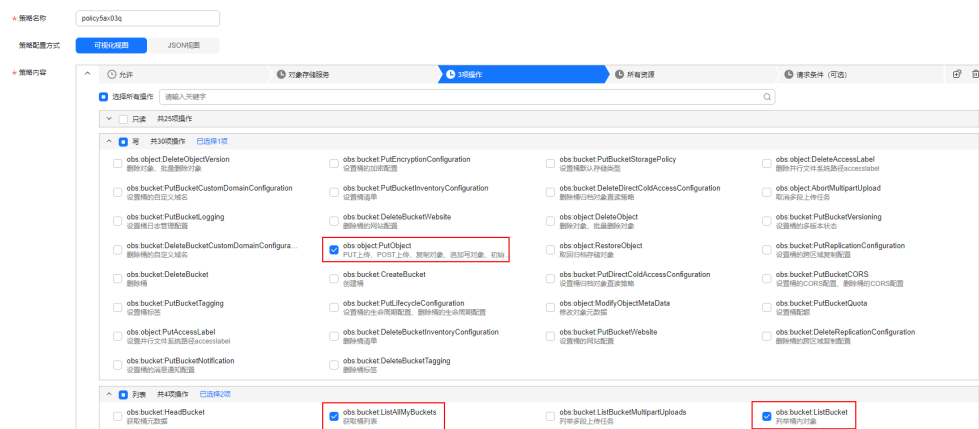 * 策略名称 policy5ax03q
策略配置方式 可视化视图 JSON视图
* 策略内容 允许 对象存储服务 3项操作 所有资源 请求条件（可选）
选择所有操作 请输入关键字
只读 共25项操作
写 共30项操作 已选择1项
obs:object:DeleteObjectVersion obs:bucket:PutEncryptionConfiguration obs:bucket:PutBucketStoragePolicy obs:object:DeleteAccessLabel
删除对象、批量删除对象 设置桶的加密配置 设置桶默认存储类型 删除并行文件系统路径accesslabel
obs:bucket:PutBucketCustomDomainConfiguration obs:bucket:PutBucketInventoryConfiguration obs:bucket:DeleteDirectColdAccessConfiguration obs:object:AbortMultipartUpload
设置桶的自定义域名 设置桶清单 删除桶归档对象直读策略 取消多段上传任务
obs:bucket:PutBucketLogging obs:bucket:DeleteBucketWebsite obs:object:DeleteObject obs:bucket:PutBucketVersioning
设置桶日志管理配置 删除桶的网站配置 删除对象、批量删除对象 设置桶的多版本状态
obs:bucket:DeleteBucketCustomDomainConfigura... obs:object:PutObject obs:object:RestoreObject obs:bucket:PutReplicationConfiguration
删除桶的自定义域名 PUT上传、POST上传、复制对象、追加写对象、初始... 取回归档存储对象 设置桶的跨区域复制配置
obs:bucket:DeleteBucket obs:bucket:CreateBucket obs:bucket:PutDirectColdAccessConfiguration obs:bucket:PutBucketCORS
删除桶 创建桶 设置桶归档对象直读策略 设置桶的CORS配置、删除桶的CORS配置
obs:bucket:PutBucketTagging obs:bucket:PutLifecycleConfiguration obs:object:ModifyObjectMetaData obs:bucket:PutBucketQuota
设置桶标签 设置桶的生命周期配置、删除桶的生命周期配置 修改对象元数据 设置桶配额
obs:object:PutAccessLabel obs:bucket:DeleteBucketInventoryConfiguration obs:bucket:PutBucketWebsite obs:bucket:DeleteReplicationConfiguration
设置并行文件系统路径accesslabel 删除桶清单 设置桶的网站配置 删除桶的跨区域复制配置
obs:bucket:PutBucketNotification obs:bucket:DeleteBucketTagging
设置桶的消息通知配置 删除桶标签
列表 共4项操作 已选择2项
obs:bucket:HeadBucket obs:bucket:ListAllMyBuckets obs:bucket:ListBucketMultipartUploads obs:bucket:ListBucket
获取桶元数据 获取桶列表 列举多段上传任务 列举桶内对象